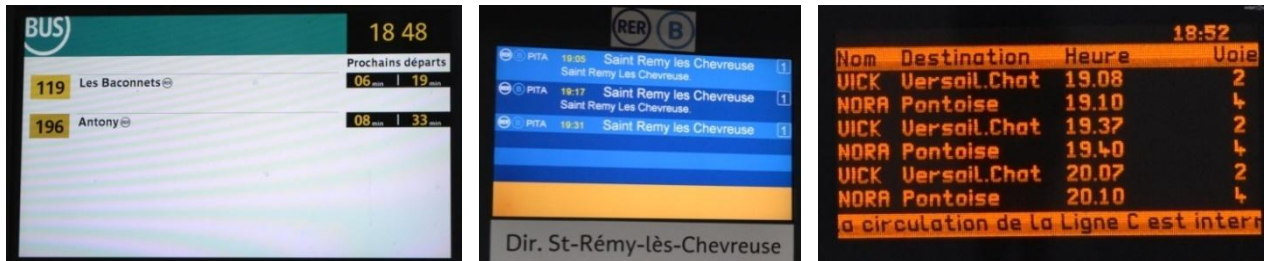 BUS
18 48
Prochains départs
119 Les Baconnets RER 06 min | 19 min
196 Antony RER 08 min | 33 min
RER B
RER B PITA 19:05 Saint Remy les Chevreuse 1
Saint Remy Les Chevreuse.
RER B PITA 19:17 Saint Remy les Chevreuse 1
Saint Remy Les Chevreuse.
RER B PITA 19:31 Saint Remy les Chevreuse 1
Dir. St-Rémy-lès-Chevreuse
18:52
Nom Destination Heure Voie
VICK Versail.Chat 19.08 2
NORA Pontoise 19.10 4
VICK Versail.Chat 19.37 2
NORA Pontoise 19.40 4
VICK Versail.Chat 20.07 2
NORA Pontoise 20.10 4
a circulation de la Ligne C est interr